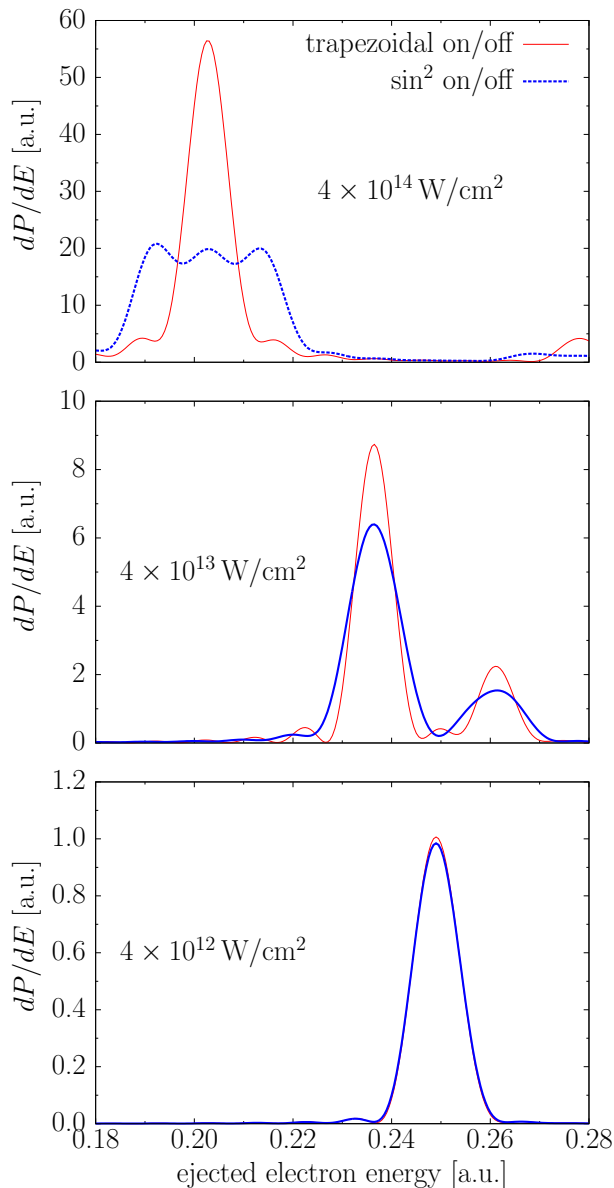 60
50
40
30
20
10
0
dP/dE [a.u.]
trapezoidal on/off
sin² on/off
4 × 10¹⁴ W/cm²
10
8
6
4
2
0
dP/dE [a.u.]
4 × 10¹³ W/cm²
1.2
1.0
0.8
0.6
0.4
0.2
0.0
dP/dE [a.u.]
4 × 10¹² W/cm²
0.18 0.20 0.22 0.24 0.26 0.28
ejected electron energy [a.u.]